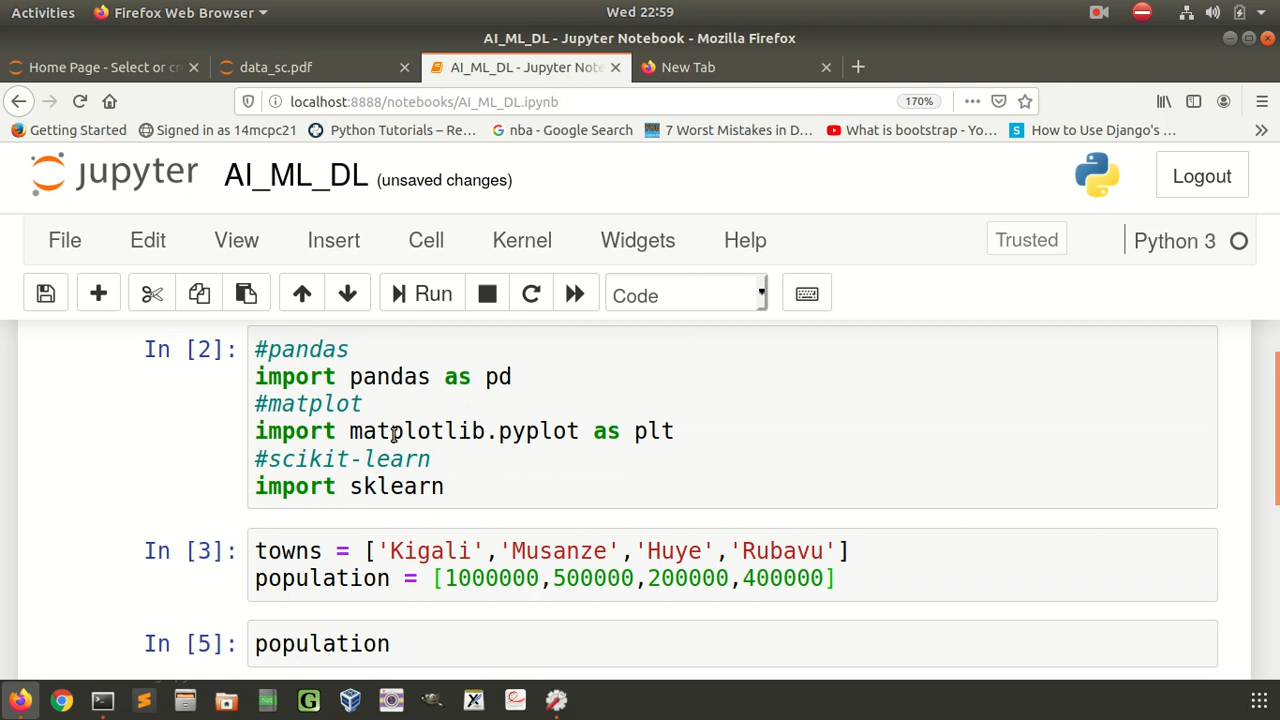 Activities Firefox Web Browser Wed 22:59
AI_ML_DL - Jupyter Notebook - Mozilla Firefox
Home Page - Select or cr data_sc.pdf AI_ML_DL - Jupyter Note New Tab
localhost:8888/notebooks/AI_ML_DL.ipynb 170%
Getting Started Signed in as 14mcpc21 Python Tutorials – Re… nba - Google Search 7 Worst Mistakes in D… What is bootstrap - Yo… How to Use Django's …
jupyter AI_ML_DL (unsaved changes) Logout
File Edit View Insert Cell Kernel Widgets Help Trusted Python 3
Run Code
In [2]: #pandas
import pandas as pd
#matplot
import matplotlib.pyplot as plt
#scikit-learn
import sklearn
In [3]: towns = ['Kigali','Musanze','Huye','Rubavu']
population = [1000000,500000,200000,400000]
In [5]: population